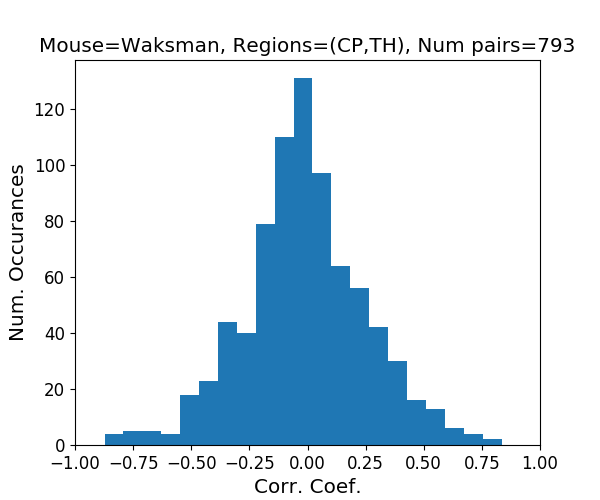 Mouse=Waksman, Regions=(CP,TH), Num pairs=793
Num. Occurances
120
100
80
60
40
20
0
−1.00 −0.75 −0.50 −0.25 0.00 0.25 0.50 0.75 1.00
Corr. Coef.